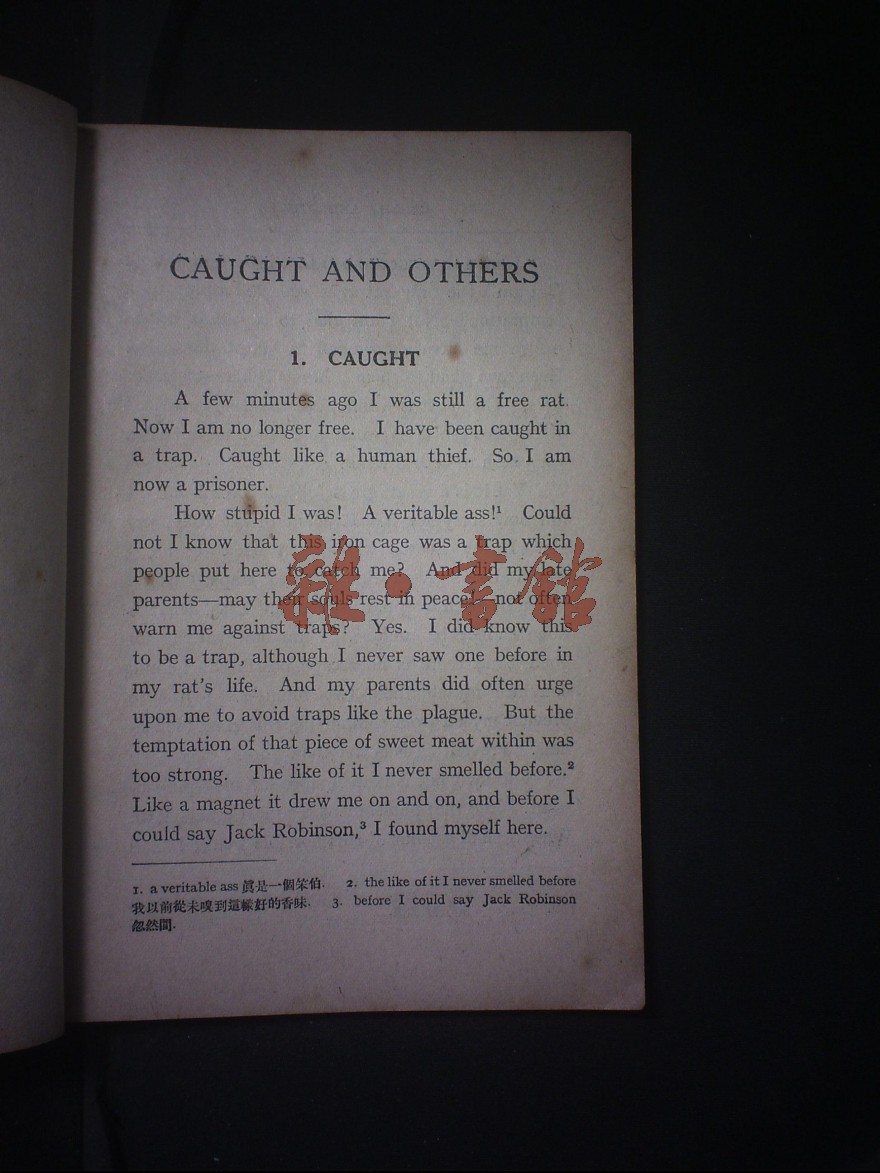 CAUGHT AND OTHERS
1. CAUGHT
A few minutes ago I was still a free rat.
Now I am no longer free. I have been caught in
a trap. Caught like a human thief. So I am
now a prisoner.
How stupid I was! A veritable ass!¹ Could
not I know that this iron cage was a trap which
people put here to catch me? And did my late
parents—may their souls rest in peace!—not often
warn me against traps? Yes. I did know this
to be a trap, although I never saw one before in
my rat's life. And my parents did often urge
upon me to avoid traps like the plague. But the
temptation of that piece of sweet meat within was
too strong. The like of it I never smelled before.²
Like a magnet it drew me on and on, and before I
could say Jack Robinson,³ I found myself here.
1. a veritable ass 眞是一個笨伯. 2. the like of it I never smelled before
我以前從未嗅到這樣好的香味. 3. before I could say Jack Robinson
忽然間.
雜·書館